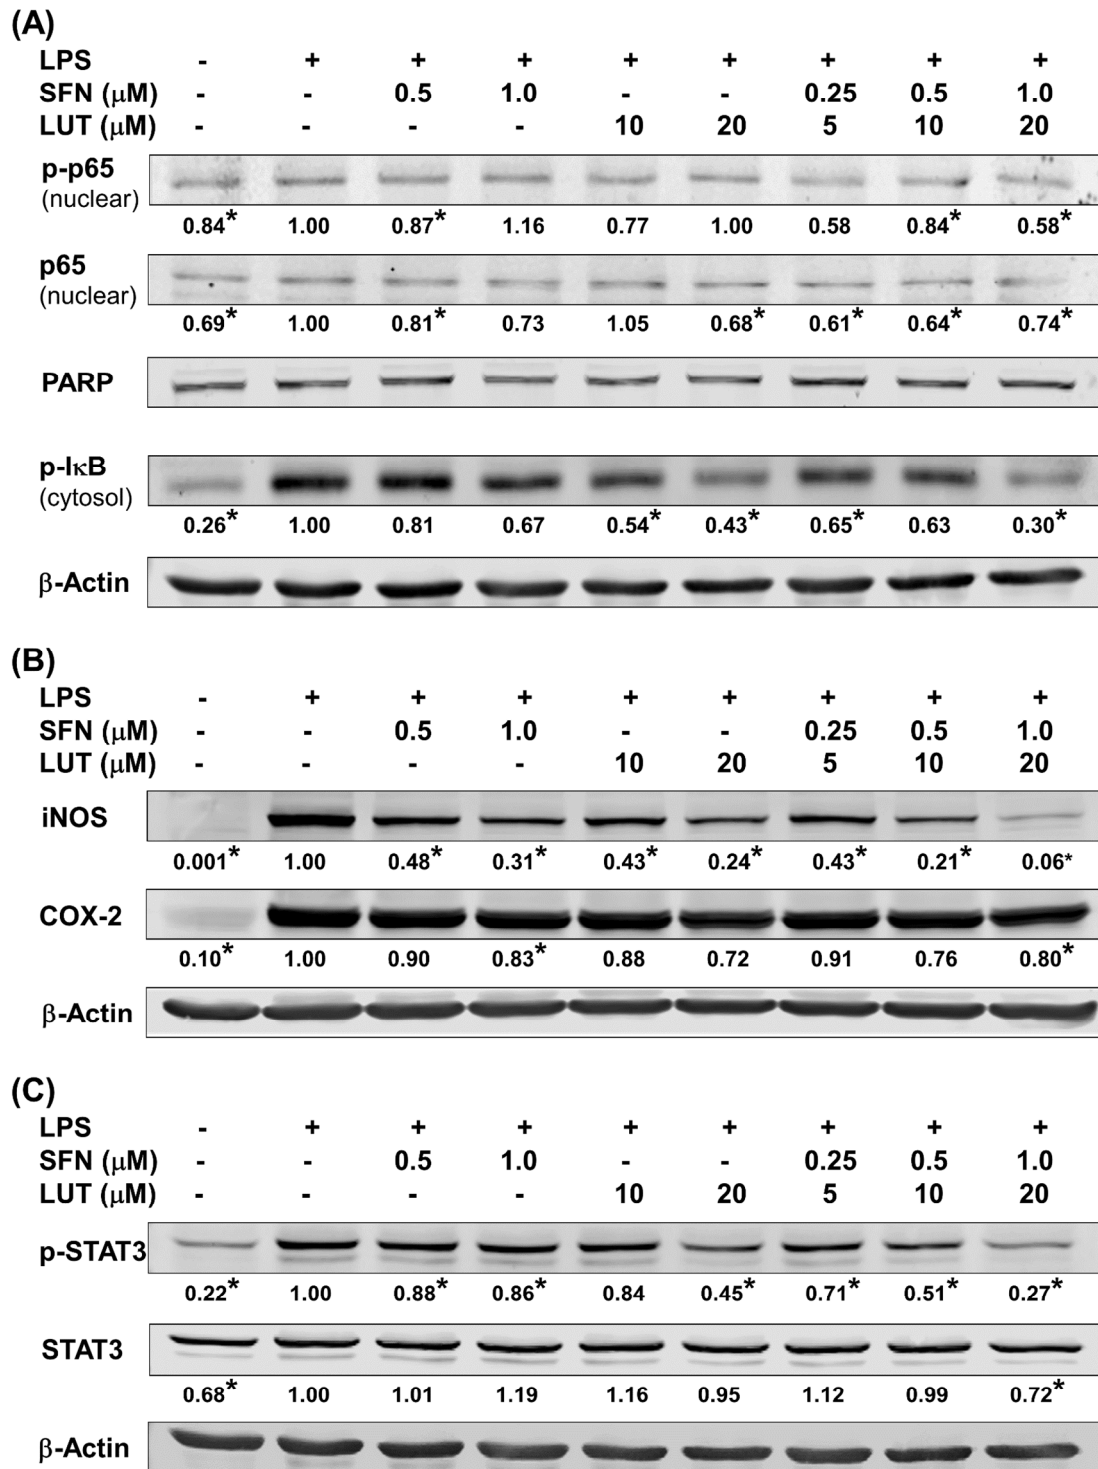 (A)
LPS - + + + + + + + +
SFN (μM) - - 0.5 1.0 - - 0.25 0.5 1.0
LUT (μM) - - - - 10 20 5 10 20
p-p65
(nuclear)
0.84* 1.00 0.87* 1.16 0.77 1.00 0.58 0.84* 0.58*
p65
(nuclear)
0.69* 1.00 0.81* 0.73 1.05 0.68* 0.61* 0.64* 0.74*
PARP
p-IκB
(cytosol)
0.26* 1.00 0.81 0.67 0.54* 0.43* 0.65* 0.63 0.30*
β-Actin
(B)
LPS - + + + + + + + +
SFN (μM) - - 0.5 1.0 - - 0.25 0.5 1.0
LUT (μM) - - - - 10 20 5 10 20
iNOS
0.001* 1.00 0.48* 0.31* 0.43* 0.24* 0.43* 0.21* 0.06*
COX-2
0.10* 1.00 0.90 0.83* 0.88 0.72 0.91 0.76 0.80*
β-Actin
(C)
LPS - + + + + + + + +
SFN (μM) - - 0.5 1.0 - - 0.25 0.5 1.0
LUT (μM) - - - - 10 20 5 10 20
p-STAT3
0.22* 1.00 0.88* 0.86* 0.84 0.45* 0.71* 0.51* 0.27*
STAT3
0.68* 1.00 1.01 1.19 1.16 0.95 1.12 0.99 0.72*
β-Actin